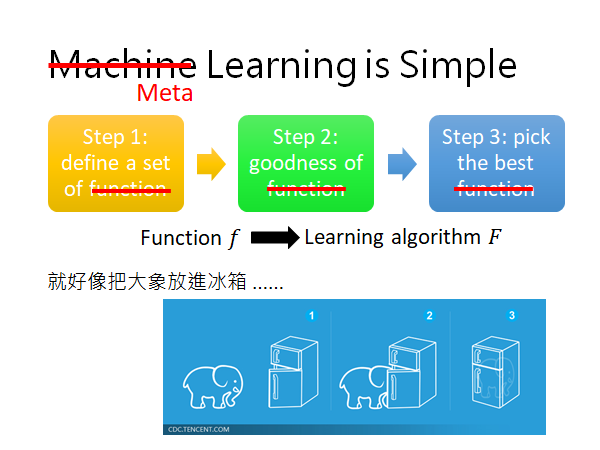 Machine Learning is Simple
Meta
Step 1:
define a set
of function
Step 2:
goodness of
function
Step 3: pick
the best
function
Function f Learning algorithm F
就好像把大象放進冰箱 ......
1 2 3
CDC.TENCENT.COM